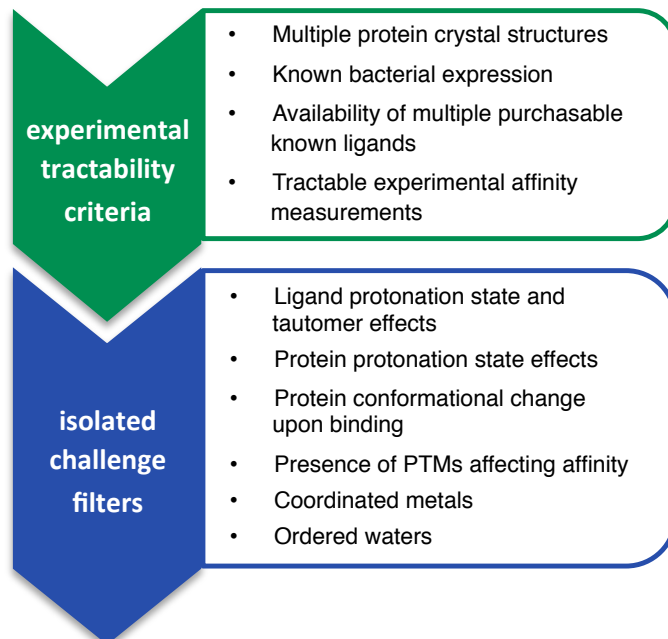 experimental
tractability
criteria
• Multiple protein crystal structures
• Known bacterial expression
• Availability of multiple purchasable
known ligands
• Tractable experimental affinity
measurements
isolated
challenge
filters
• Ligand protonation state and
tautomer effects
• Protein protonation state effects
• Protein conformational change
upon binding
• Presence of PTMs affecting affinity
• Coordinated metals
• Ordered waters